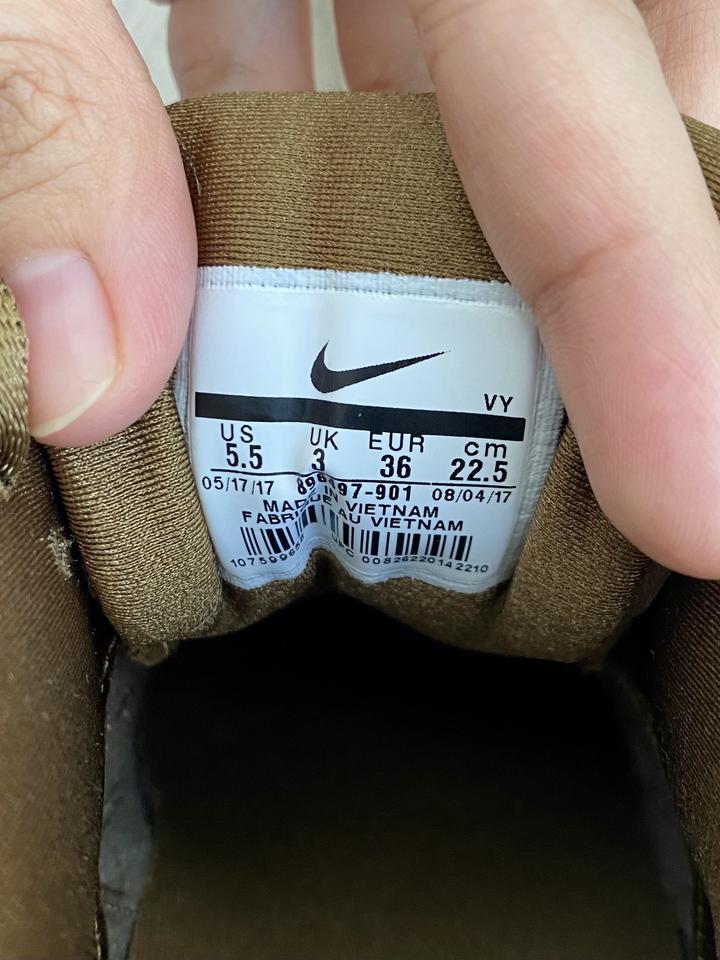 VY
US UK EUR cm
5.5 3 36 22.5
05/17/17 08/04/17
IN VIETNAM
AU VIETNAM
00826220142210